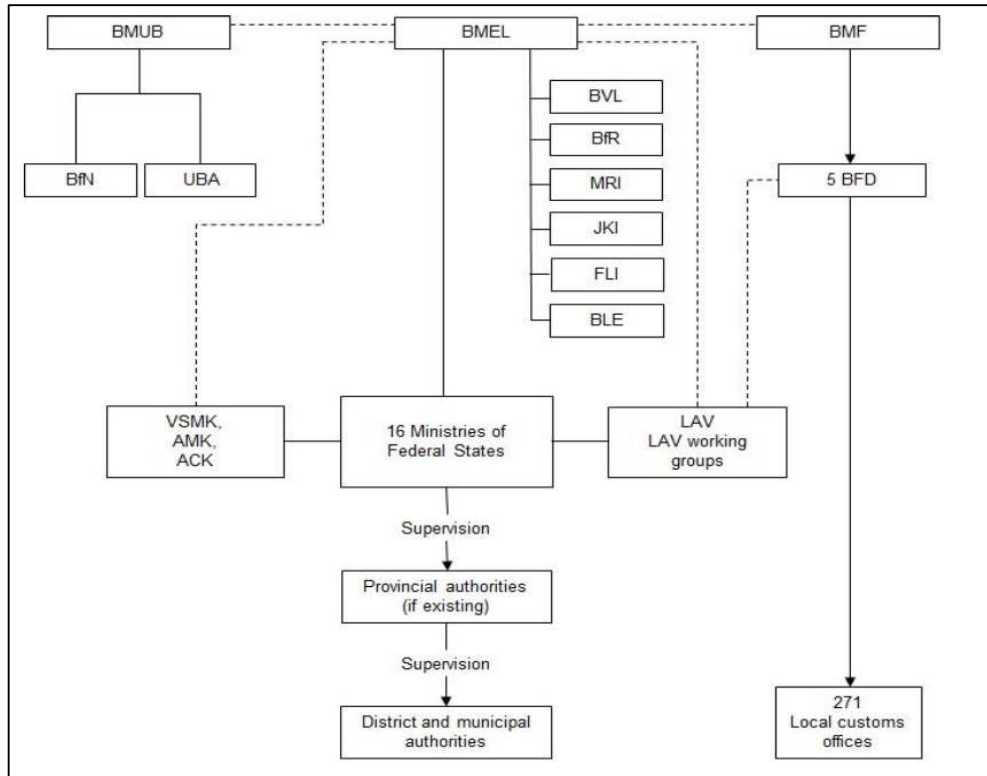 BMUB
BMEL
BMF
BVL
BfR
MRI
JKI
FLI
BLE
BfN
UBA
5 BFD
VSMK,
AMK,
ACK
16 Ministries of
Federal States
LAV
LAV working
groups
Supervision
Provincial authorities
(if existing)
Supervision
District and municipal
authorities
271
Local customs
offices